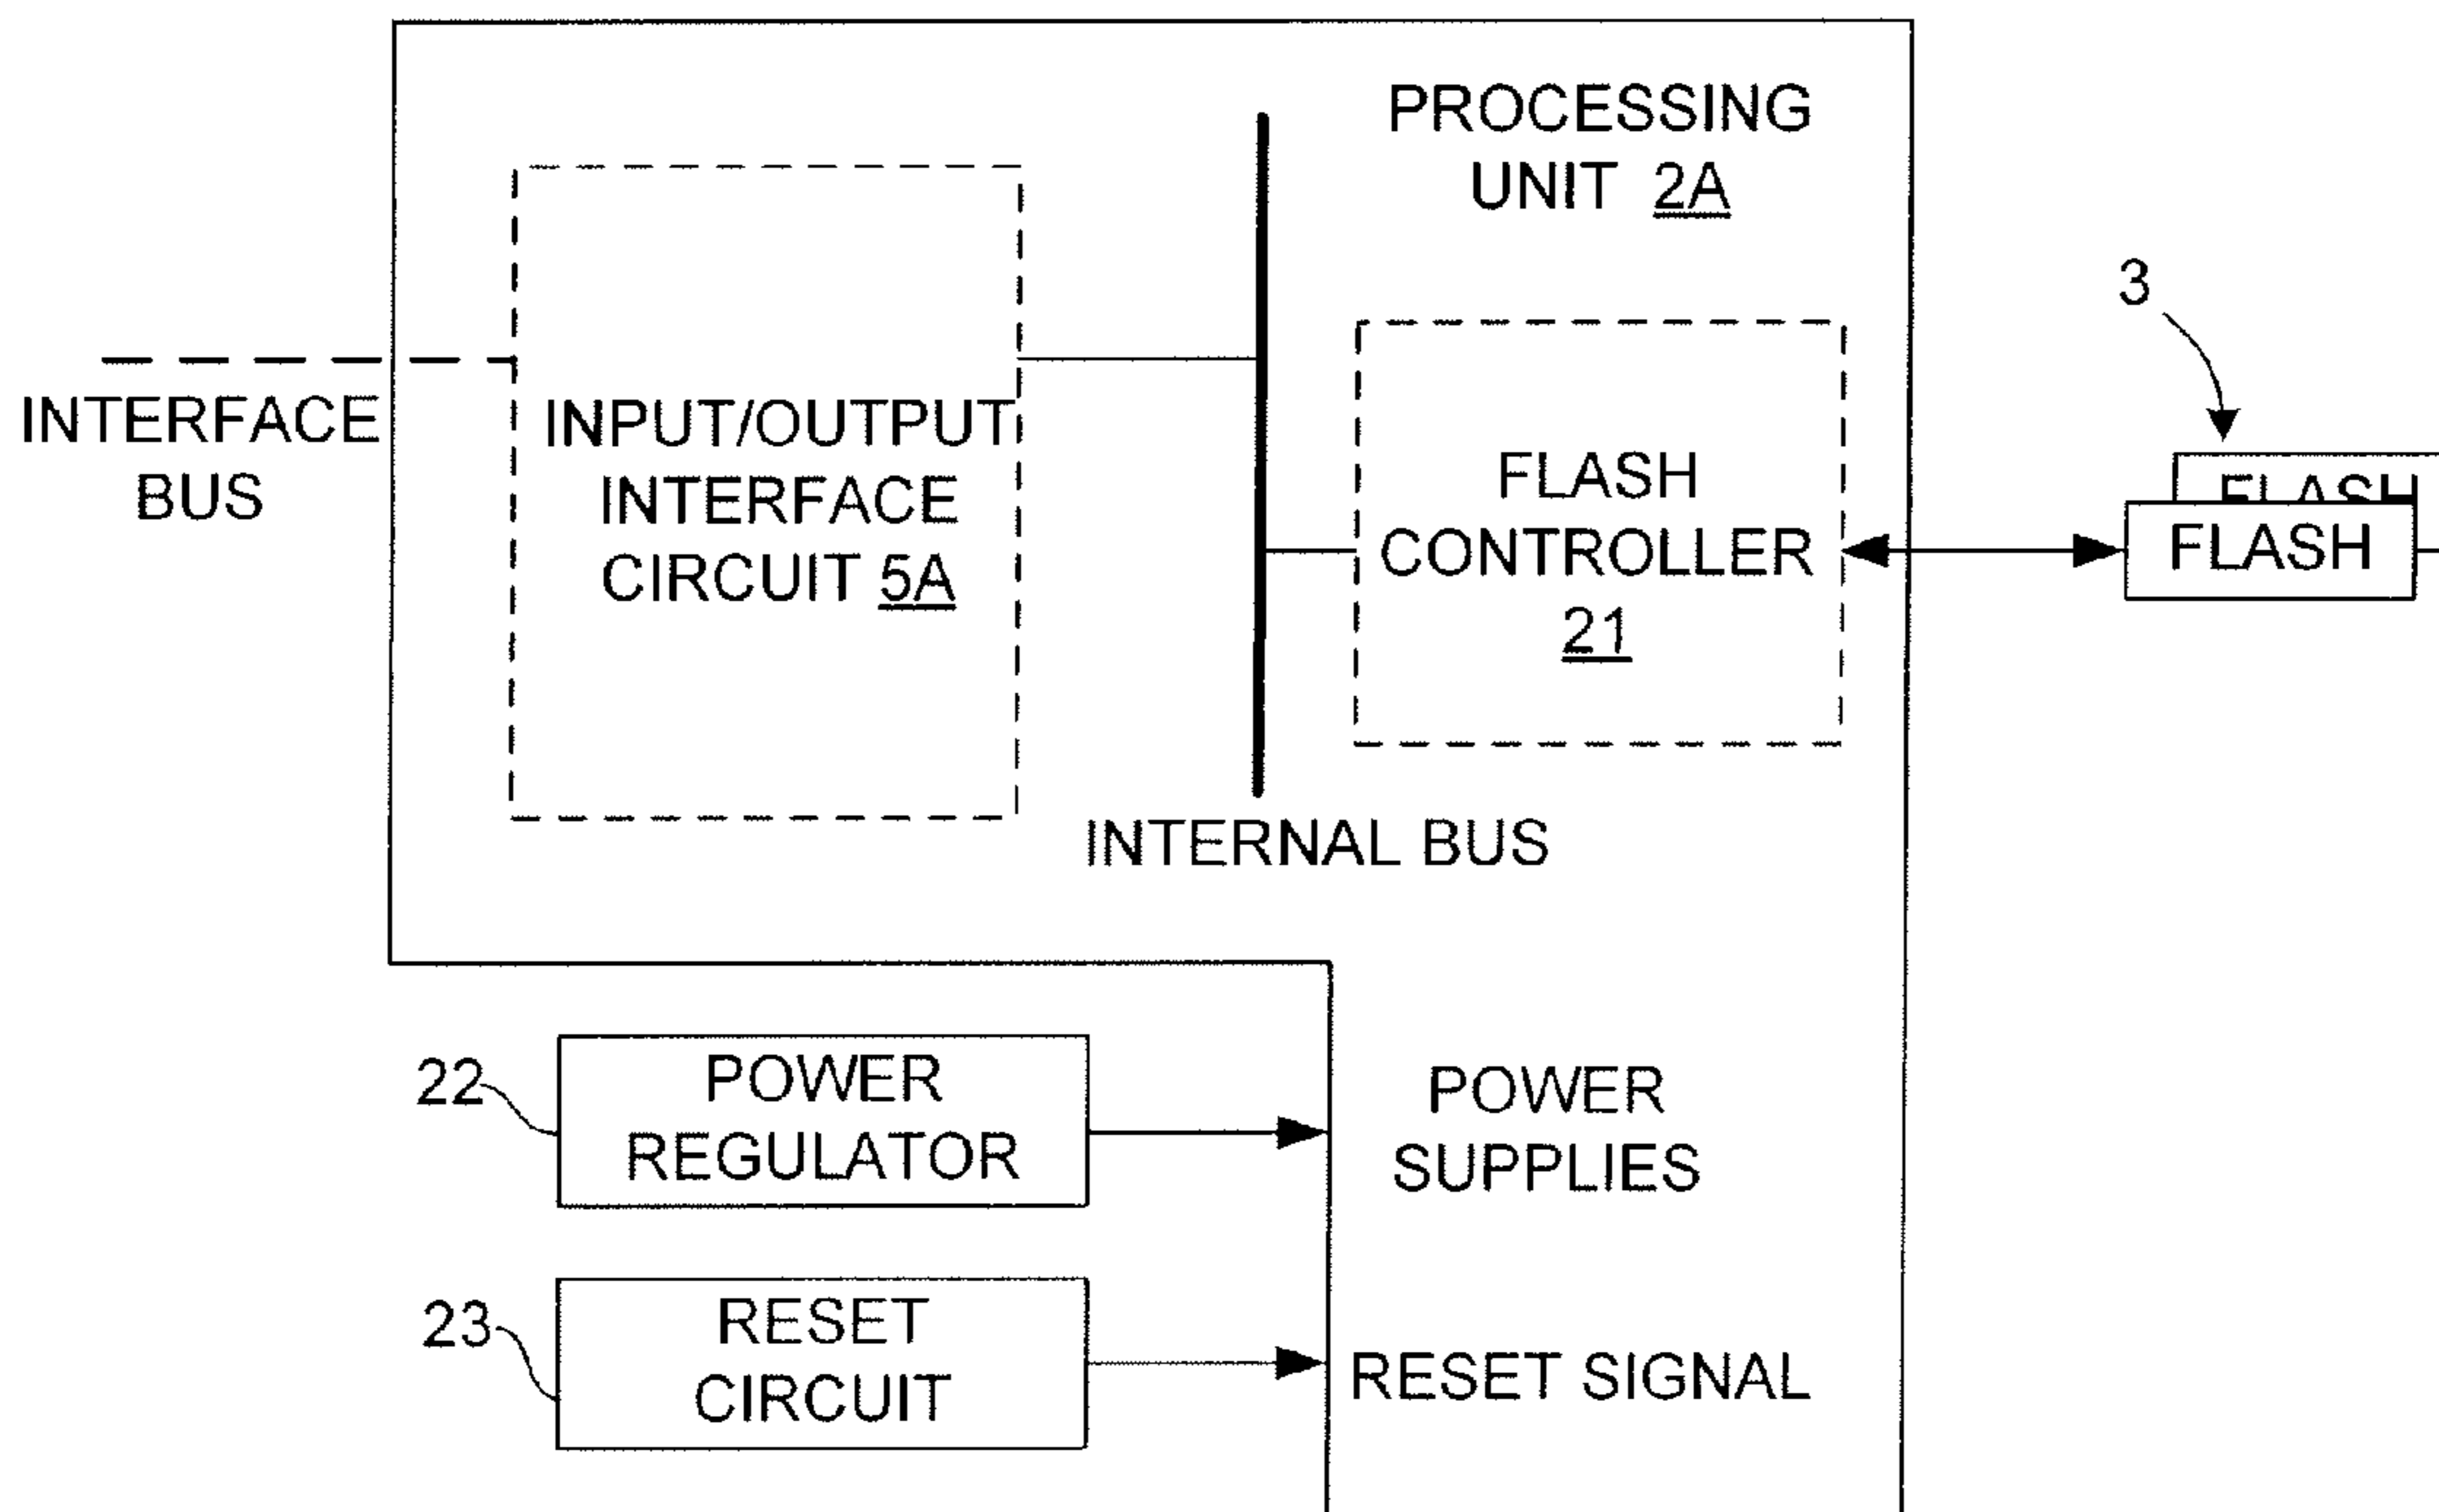 PROCESSING
UNIT 2A
3
INTERFACE
BUS
INPUT/OUTPUT
INTERFACE
CIRCUIT 5A
FLASH
CONTROLLER
21
FLASH
FLASH
INTERNAL BUS
22
POWER
REGULATOR
POWER
SUPPLIES
23
RESET
CIRCUIT
RESET SIGNAL